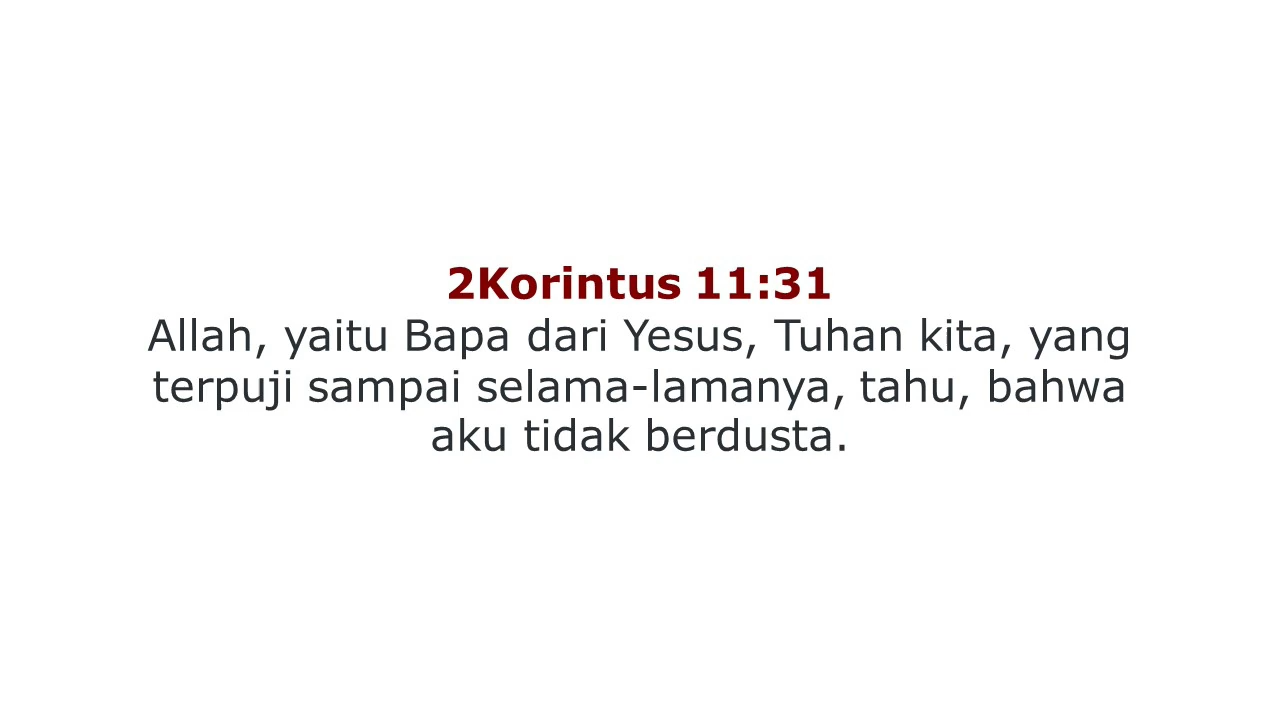 2Korintus 11:31
Allah, yaitu Bapa dari Yesus, Tuhan kita, yang
terpuji sampai selama-lamanya, tahu, bahwa
aku tidak berdusta.